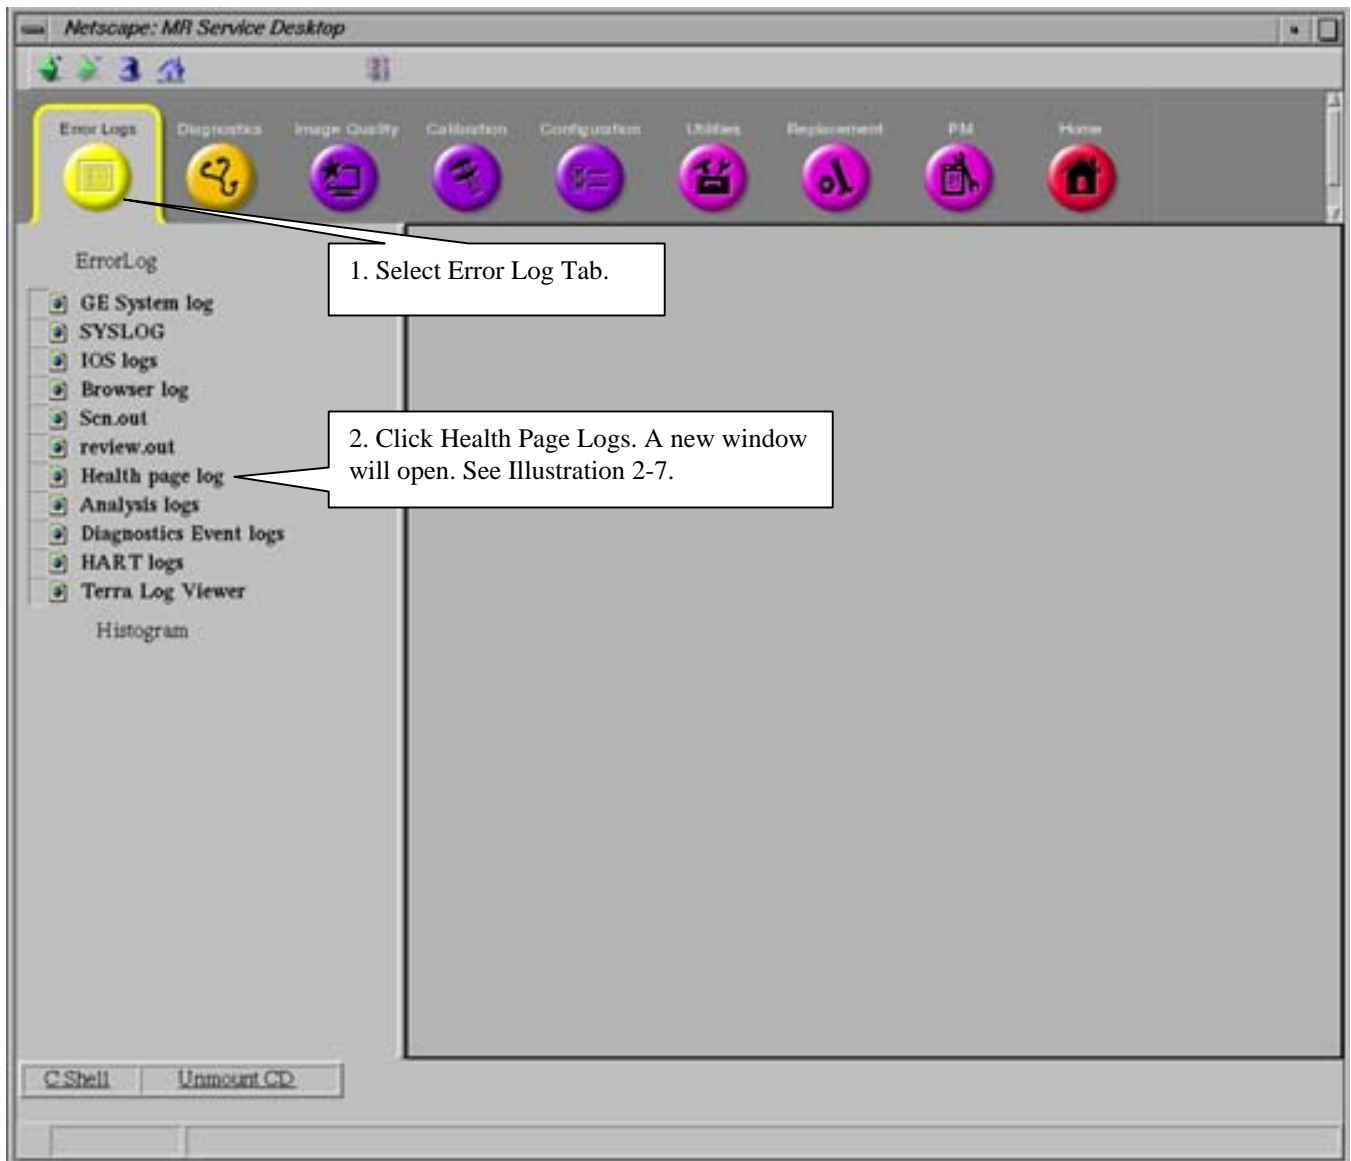 Netscape: MR Service Desktop
Error Logs Diagnostics Image Quality Calibration Configuration Utilities Replacement PM Home
1. Select Error Log Tab.
ErrorLog
GE System log
SYSLOG
IOS logs
Browser log
Scn.out
review.out
Health page log
Analysis logs
Diagnostics Event logs
HART logs
Terra Log Viewer
Histogram
2. Click Health Page Logs. A new window
will open. See Illustration 2-7.
C Shell Unmount CD